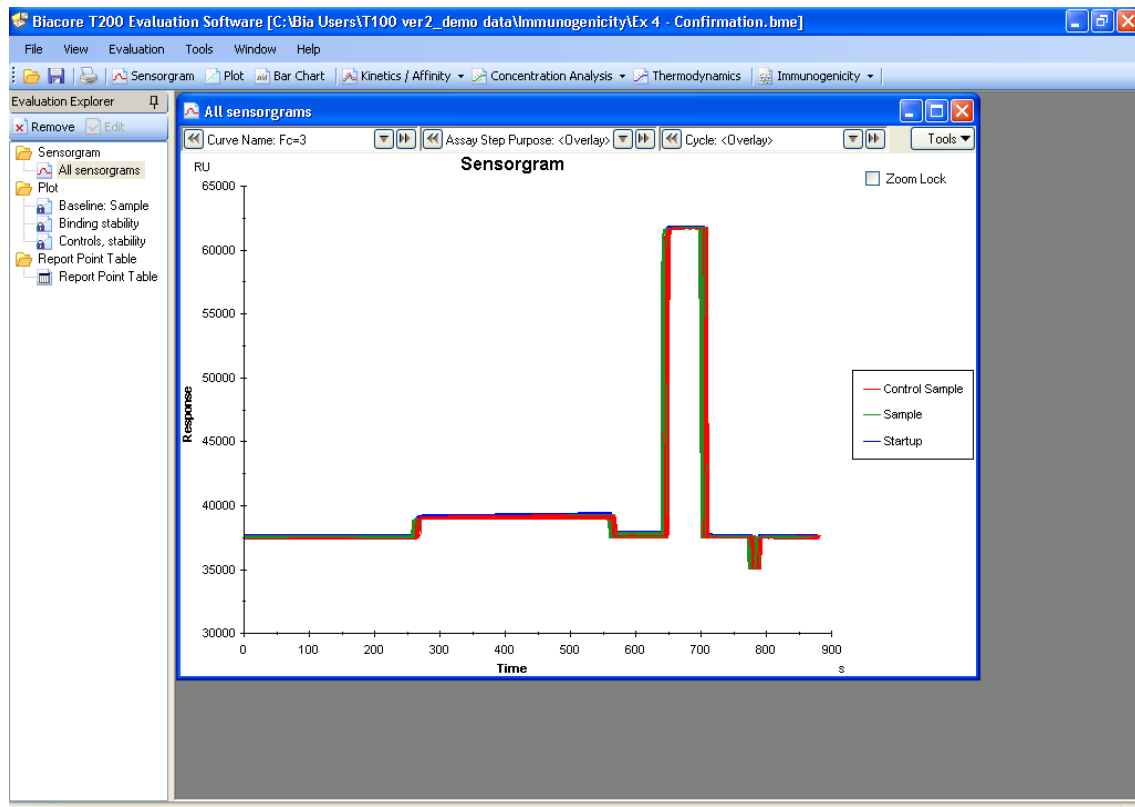 Biacore T200 Evaluation Software [C:\Bia Users\T100 ver2_demo data\Immunogenicity\Ex 4 - Confirmation.bme]
File View Evaluation Tools Window Help
Sensorgram Plot Bar Chart Kinetics / Affinity Concentration Analysis Thermodynamics Immunogenicity
Evaluation Explorer
Remove Edit
Sensorgram
All sensorgrams
Plot
Baseline: Sample
Binding stability
Controls, stability
Report Point Table
Report Point Table
All sensorgrams
Curve Name: Fc=3 Assay Step Purpose: <Overlay> Cycle: <Overlay> Tools
Sensorgram
RU
Zoom Lock
65000
60000
55000
50000
45000
40000
35000
30000
Response
Control Sample
Sample
Startup
0 100 200 300 400 500 600 700 800 900
Time
s